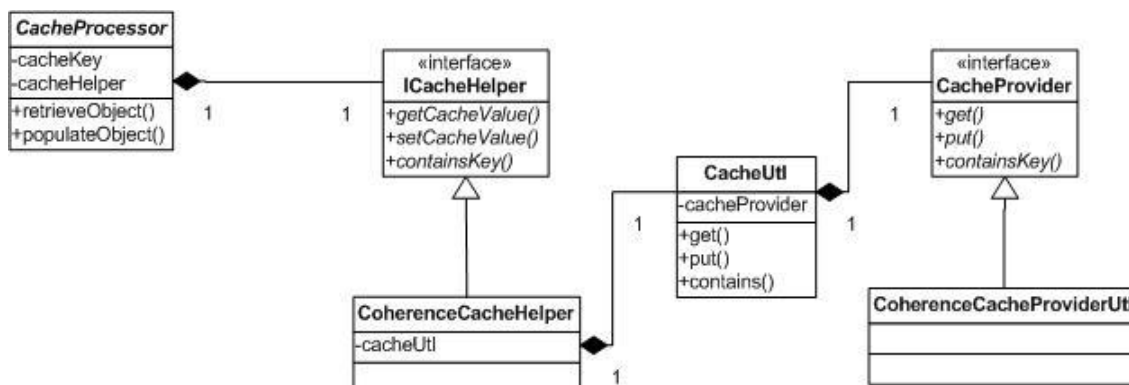 CacheProcessor
-cacheKey
-cacheHelper
+retrieveObject()
+populateObject()
1
1
«interface»
ICacheHelper
+getCacheValue()
+setCacheValue()
+containsKey()
CoherenceCacheHelper
-cacheUtl
1
1
CacheUtl
-cacheProvider
+get()
+put()
+contains()
1
1
«interface»
CacheProvider
+get()
+put()
+containsKey()
CoherenceCacheProviderUtl